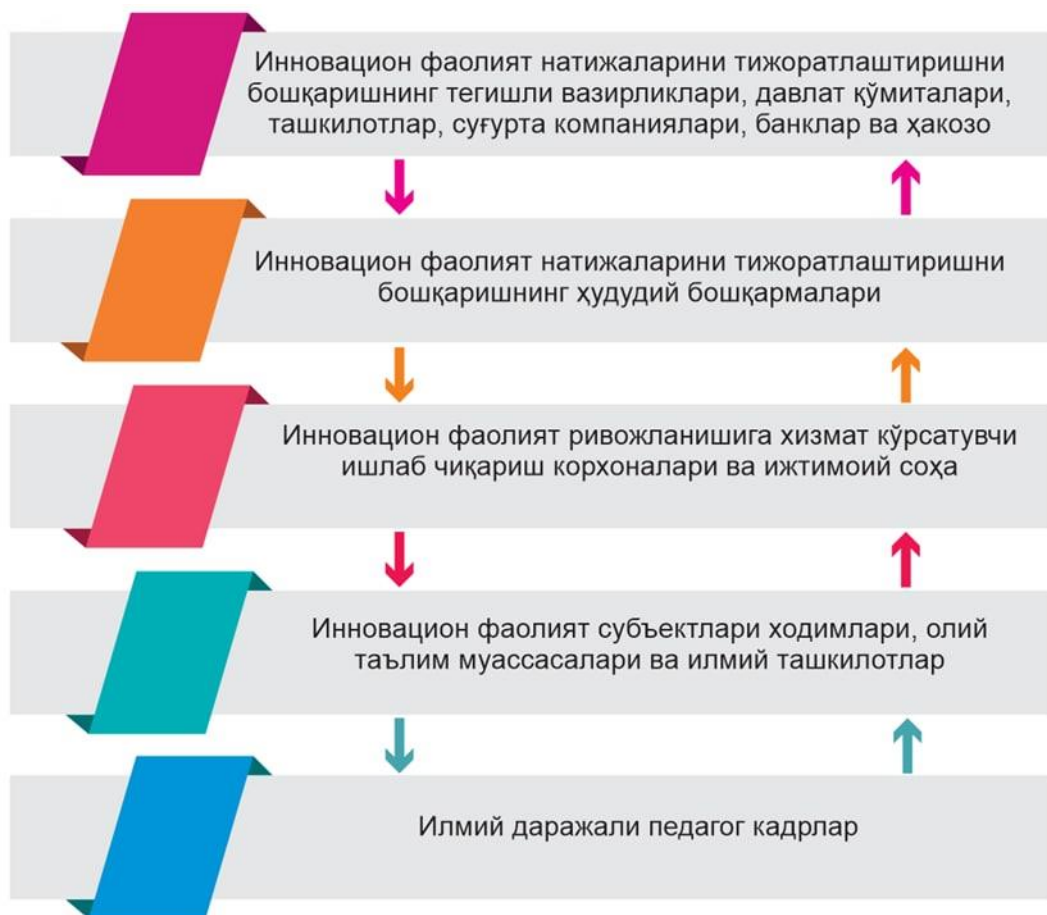 Инновацион фаолият натижаларини тижоратлаштиришни
бошқаришнинг тегишли вазирликлари, давлат қўмиталари,
ташкилотлар, суғурта компаниялари, банклар ва ҳакозо
Инновацион фаолият натижаларини тижоратлаштиришни
бошқаришнинг ҳудудий бошқармалари
Инновацион фаолият ривожланишига хизмат кўрсатувчи
ишлаб чиқариш корхоналари ва ижтимоий соҳа
Инновацион фаолият субъектлари ходимлари, олий
таълим муассасалари ва илмий ташкилотлар
Илмий даражали педагог кадрлар